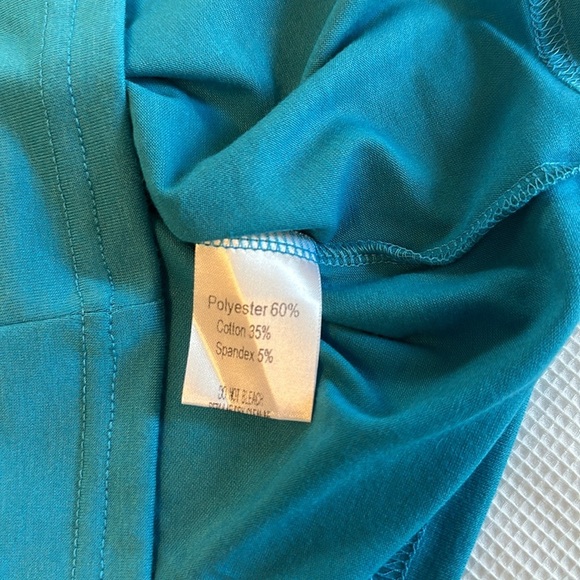 Polyester 60%
Cotton 35%
Spandex 5%
DO NOT BLEACH